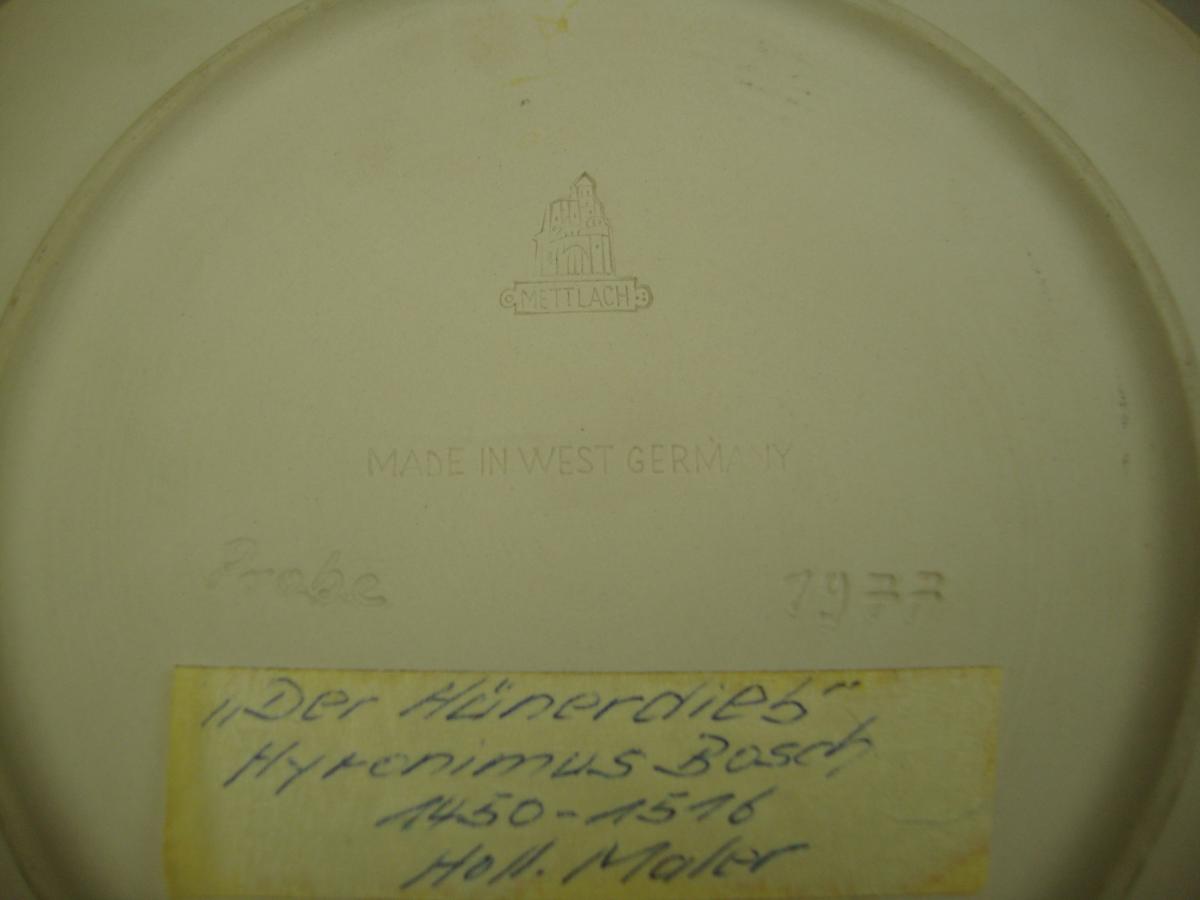 METTLACH
MADE IN WEST GERMANY
Probe 1977
„Der Hünerdieb"
Hyronimus Bosch
1450-1516
Holl. Maler